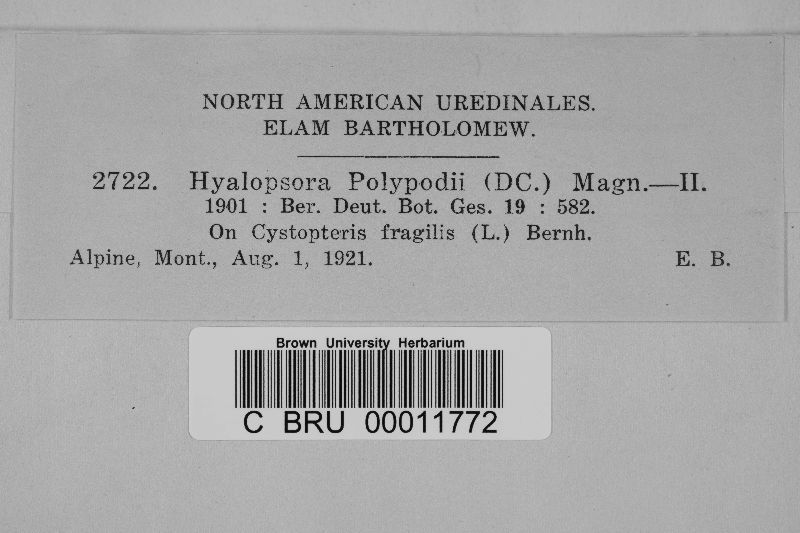 NORTH AMERICAN UREDINALES.
ELAM BARTHOLOMEW.
2722. Hyalopsora Polypodii (DC.) Magn.—II.
1901 : Ber. Deut. Bot. Ges. 19 : 582.
On Cystopteris fragilis (L.) Bernh.
Alpine, Mont., Aug. 1, 1921. E. B.
Brown University Herbarium
C BRU 00011772